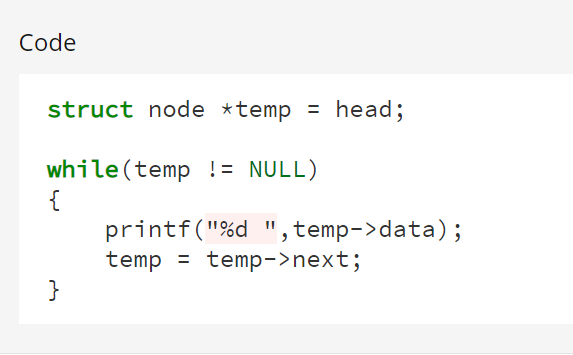 Code
struct node *temp = head;
while(temp != NULL)
{
    printf("%d ",temp->data);
    temp = temp->next;
}